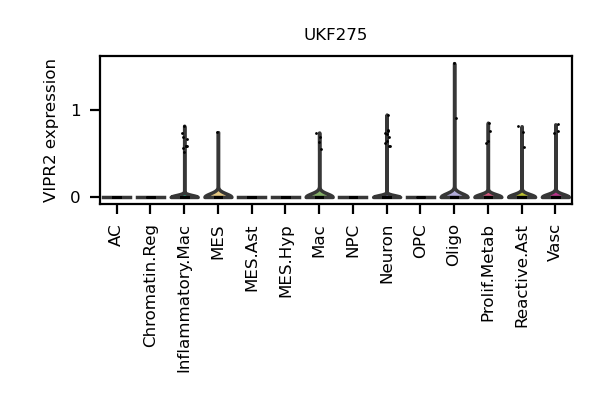 UKF275
VIPR2 expression
1
0
AC
Chromatin.Reg
Inflammatory.Mac
MES
MES.Ast
MES.Hyp
Mac
NPC
Neuron
OPC
Oligo
Prolif.Metab
Reactive.Ast
Vasc